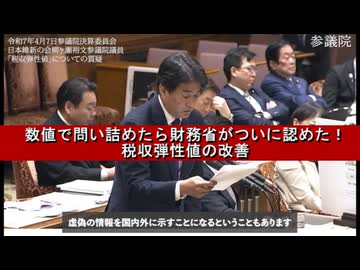 令和7年4月7日参議院決算委員会
日本維新の会柳ヶ瀬裕文参議院議員
「税収弾性値」についての質疑
参議院
数値で問い詰めたら財務省がついに認めた！
税収弾性値の改善
虚偽の情報を国内外に示すことになるということもあります